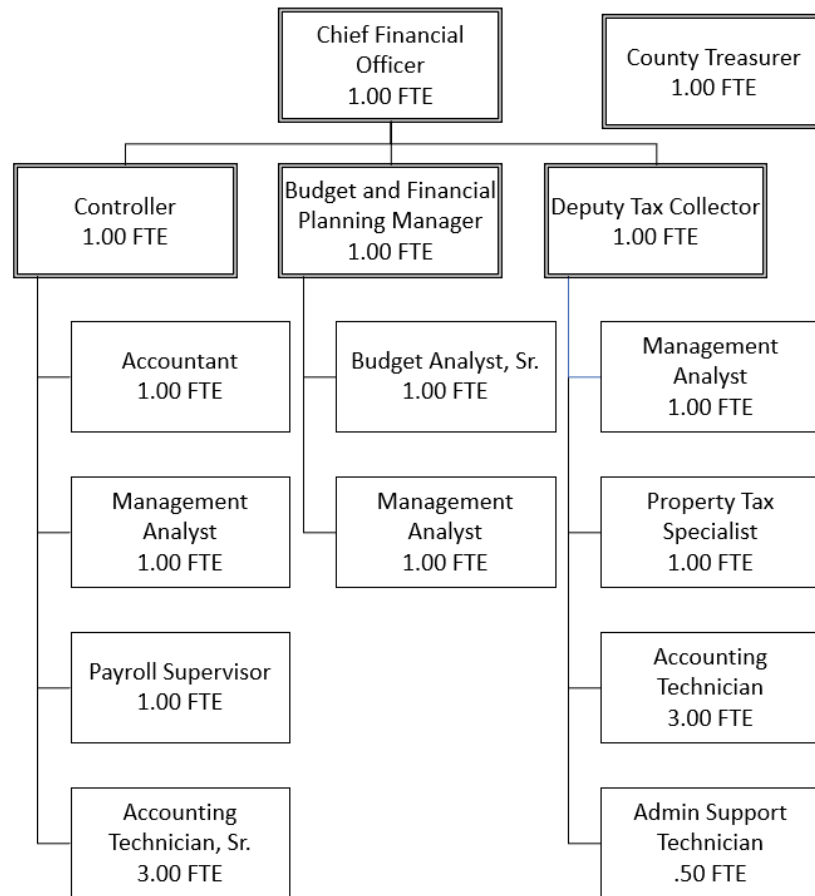 Chief Financial
Officer
1.00 FTE
County Treasurer
1.00 FTE
Controller
1.00 FTE
Budget and Financial
Planning Manager
1.00 FTE
Deputy Tax Collector
1.00 FTE
Accountant
1.00 FTE
Management
Analyst
1.00 FTE
Payroll Supervisor
1.00 FTE
Accounting
Technician, Sr.
3.00 FTE
Budget Analyst, Sr.
1.00 FTE
Management
Analyst
1.00 FTE
Management
Analyst
1.00 FTE
Property Tax
Specialist
1.00 FTE
Accounting
Technician
3.00 FTE
Admin Support
Technician
.50 FTE